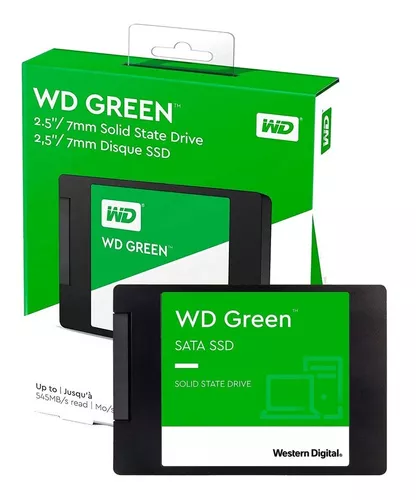 WD GREEN™
2.5"/ 7mm Solid State Drive
2,5"/ 7mm Disque SSD
WD
WD
WD GREEN™
Up to | Jusqu'à
545MB/s read | Mo/s
WD Green™
SATA SSD
SOLID STATE DRIVE
Western Digital®